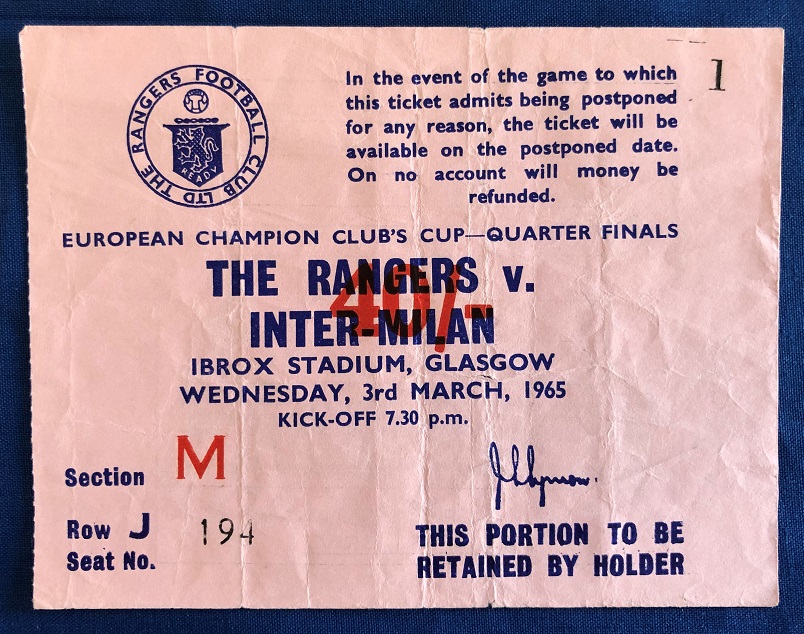 THE RANGERS FOOTBALL CLUB LTD
READY
In the event of the game to which
this ticket admits being postponed
for any reason, the ticket will be
available on the postponed date.
On no account will money be
refunded.
1
EUROPEAN CHAMPION CLUB'S CUP—QUARTER FINALS
THE RANGERS v.
INTER-MILAN
40/-
IBROX STADIUM, GLASGOW
WEDNESDAY, 3rd MARCH, 1965
KICK-OFF 7.30 p.m.
Section M
Row J 194
Seat No.
THIS PORTION TO BE
RETAINED BY HOLDER